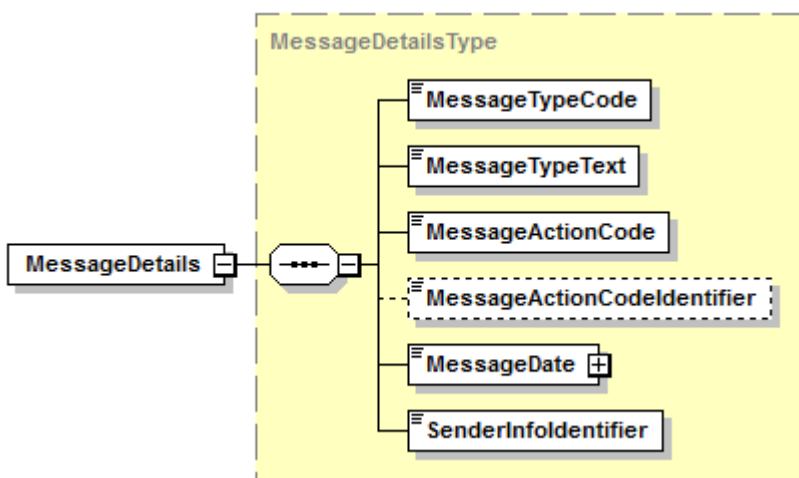 MessageDetailsType
MessageTypeCode
MessageTypeText
MessageActionCode
MessageDetails
MessageActionCodeIdentifier
MessageDate
SenderInfoIdentifier